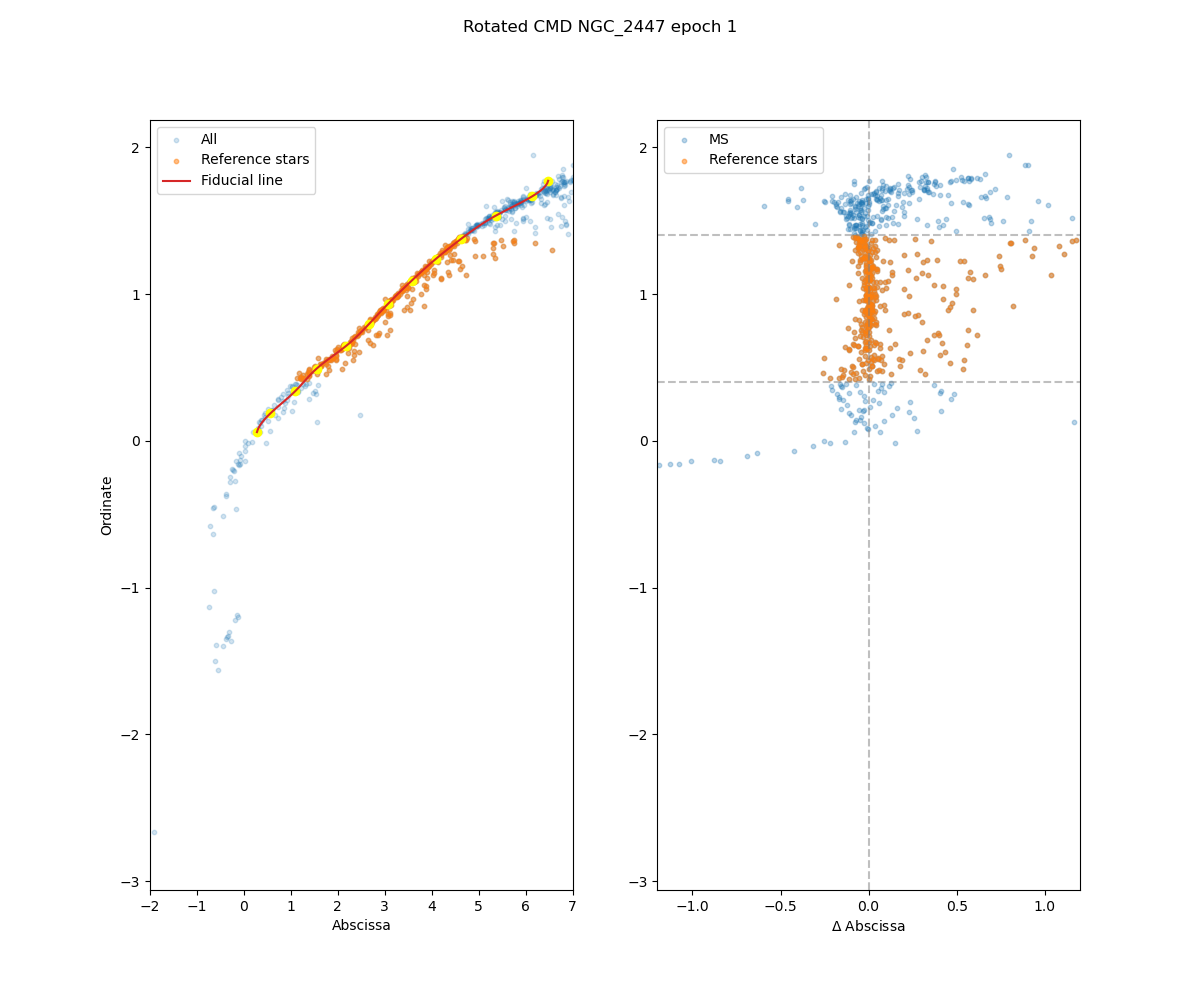 Rotated CMD NGC_2447 epoch 1
All
Reference stars
Fiducial line
2
1
0
−1
−2
−3
Ordinate
−2 −1 0 1 2 3 4 5 6 7
Abscissa
MS
Reference stars
2
1
0
−1
−2
−3
−1.0 −0.5 0.0 0.5 1.0
Δ Abscissa